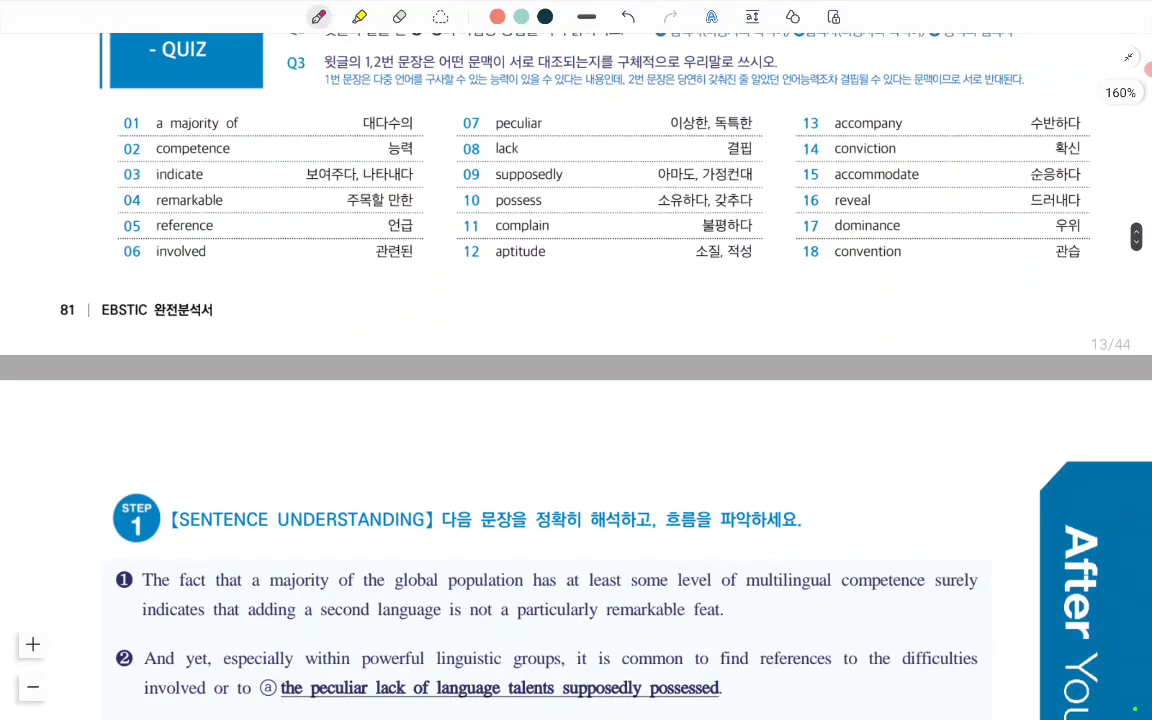 - QUIZ
Q3 윗글의 1,2번 문장은 어떤 문맥이 서로 대조되는지를 구체적으로 우리말로 쓰시오.
1번 문장은 다중 언어를 구사할 수 있는 능력이 있을 수 있다는 내용인데, 2번 문장은 당연히 갖춰진 줄 알았던 언어능력조차 결핍될 수 있다는 문맥이므로 서로 반대된다.
160%
01 a majority of 대다수의 07 peculiar 이상한, 독특한 13 accompany 수반하다
02 competence 능력 08 lack 결핍 14 conviction 확신
03 indicate 보여주다, 나타내다 09 supposedly 아마도, 가정컨대 15 accommodate 순응하다
04 remarkable 주목할 만한 10 possess 소유하다, 갖추다 16 reveal 드러내다
05 reference 언급 11 complain 불평하다 17 dominance 우위
06 involved 관련된 12 aptitude 소질, 적성 18 convention 관습
81 | EBSTIC 완전분석서
13/44
STEP 1 【SENTENCE UNDERSTANDING】 다음 문장을 정확히 해석하고, 흐름을 파악하세요.
❶ The fact that a majority of the global population has at least some level of multilingual competence surely
indicates that adding a second language is not a particularly remarkable feat.
❷ And yet, especially within powerful linguistic groups, it is common to find references to the difficulties
involved or to ⓐ the peculiar lack of language talents supposedly possessed.
After You